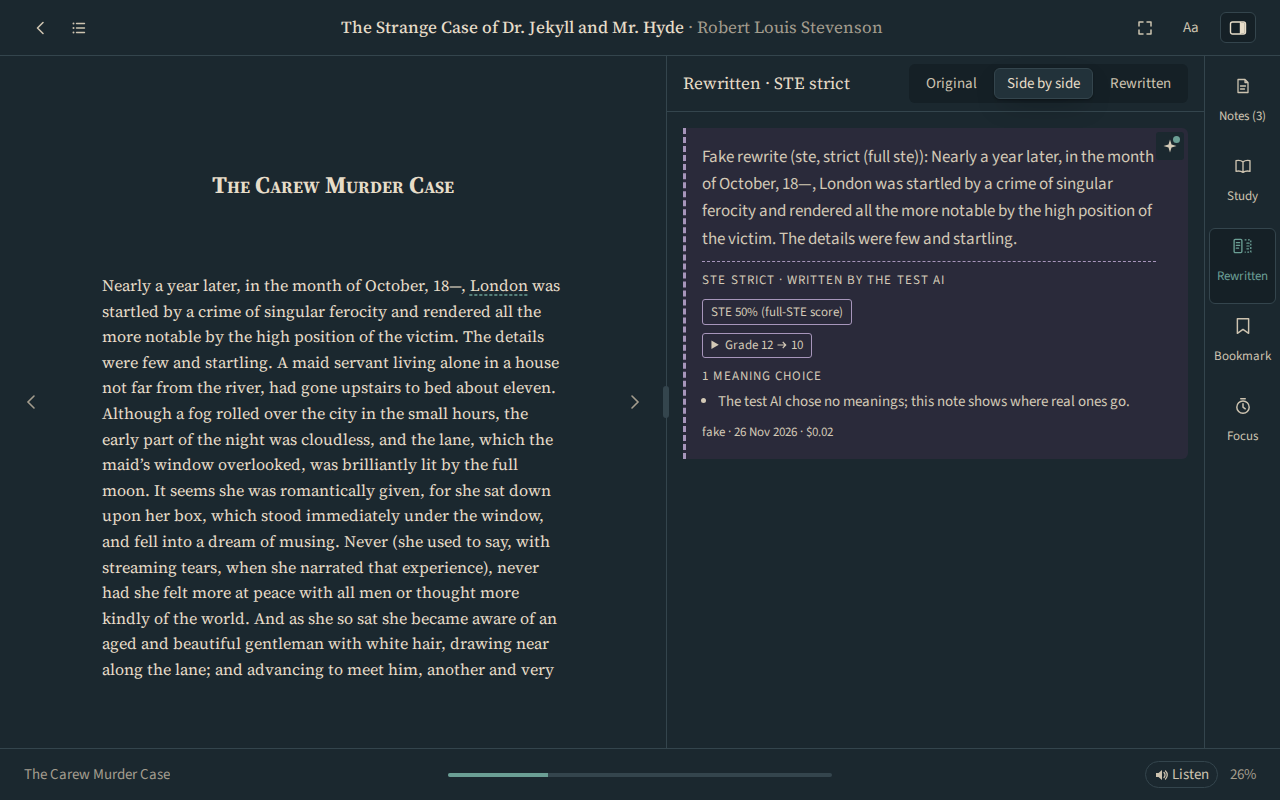 The Strange Case of Dr. Jekyll and Mr. Hyde · Robert Louis Stevenson
Aa
The Carew Murder Case
Nearly a year later, in the month of October, 18—, London was
startled by a crime of singular ferocity and rendered all the
more notable by the high position of the victim. The details
were few and startling. A maid servant living alone in a house
not far from the river, had gone upstairs to bed about eleven.
Although a fog rolled over the city in the small hours, the
early part of the night was cloudless, and the lane, which the
maid’s window overlooked, was brilliantly lit by the full
moon. It seems she was romantically given, for she sat down
upon her box, which stood immediately under the window,
and fell into a dream of musing. Never (she used to say, with
streaming tears, when she narrated that experience), never
had she felt more at peace with all men or thought more
kindly of the world. And as she so sat she became aware of an
aged and beautiful gentleman with white hair, drawing near
along the lane; and advancing to meet him, another and very
Rewritten · STE strict
Original
Side by side
Rewritten
Fake rewrite (ste, strict (full ste)): Nearly a year later, in the month
of October, 18—, London was startled by a crime of singular
ferocity and rendered all the more notable by the high position of
the victim. The details were few and startling.
STE STRICT · WRITTEN BY THE TEST AI
STE 50% (full-STE score)
Grade 12 → 10
1 MEANING CHOICE
The test AI chose no meanings; this note shows where real ones go.
fake · 26 Nov 2026 · $0.02
Notes (3)
Study
Rewritten
Bookmark
Focus
The Carew Murder Case
Listen
26%